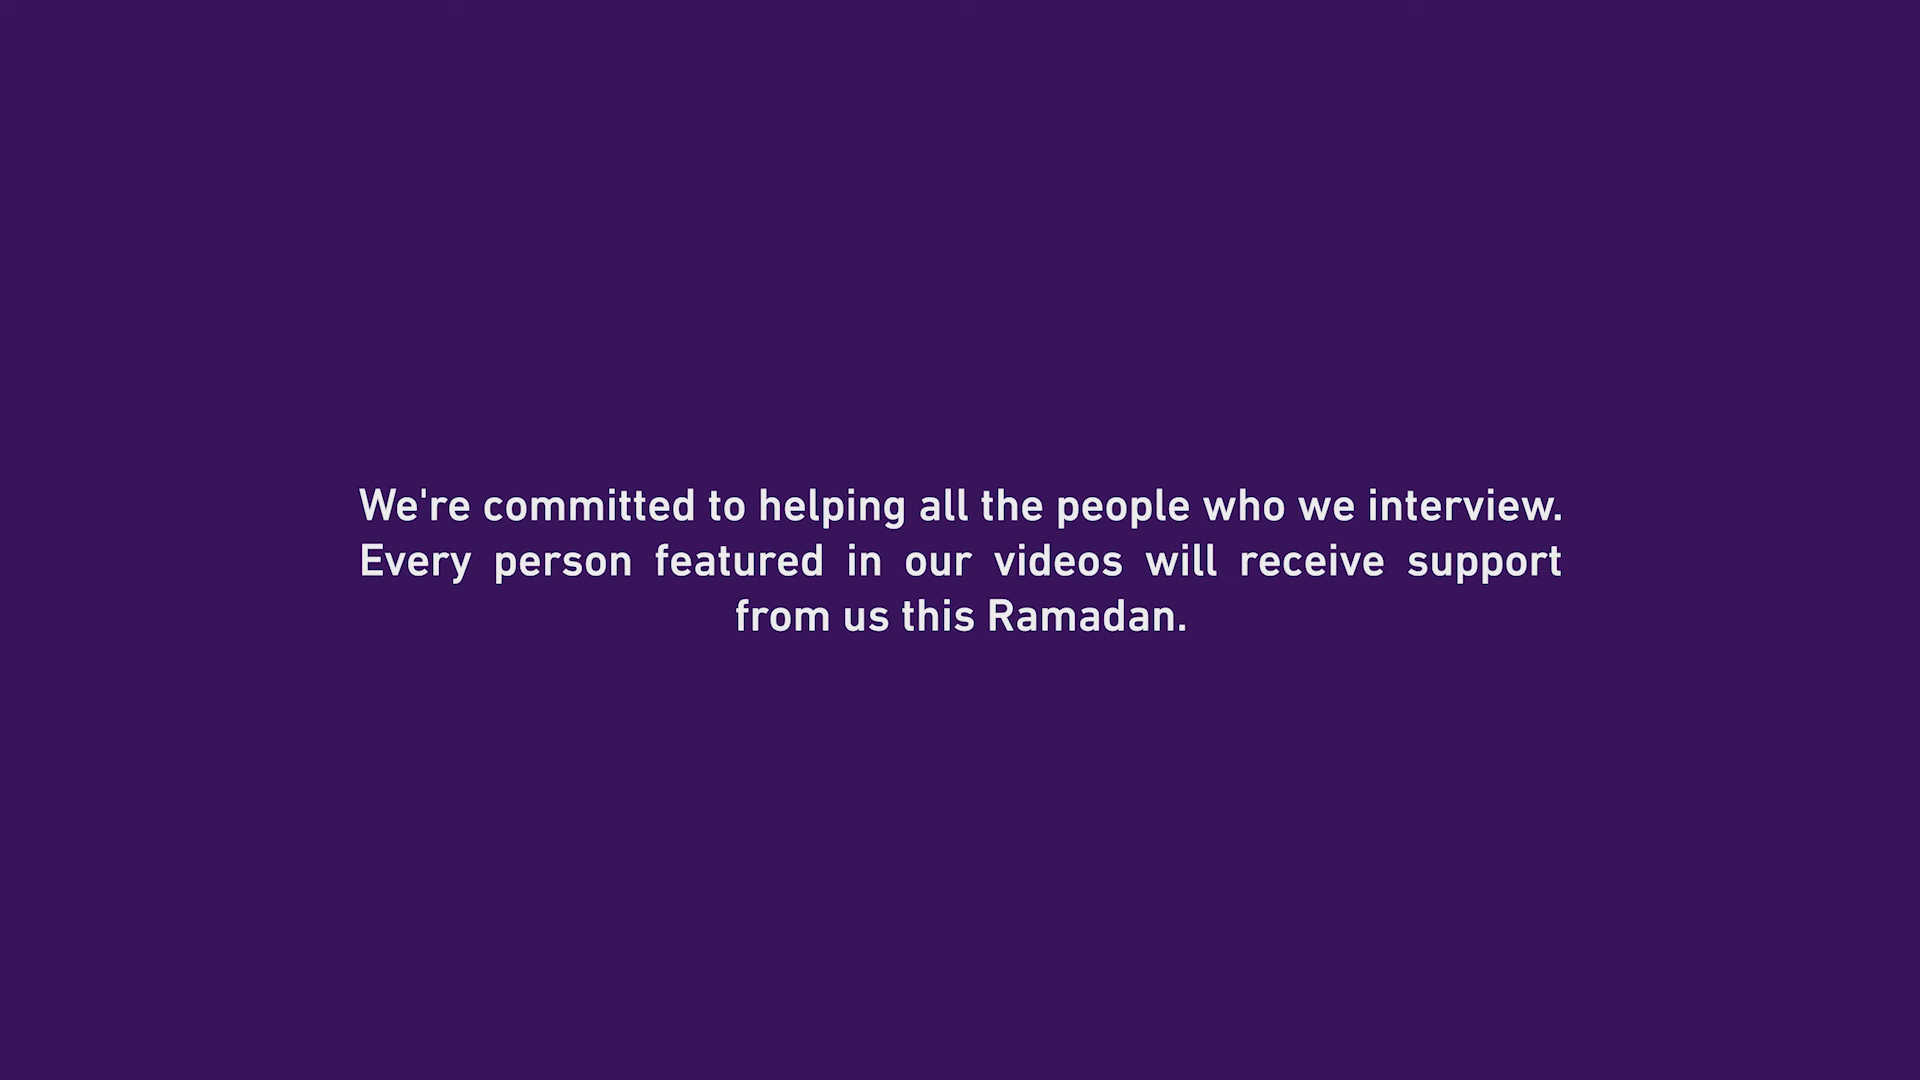 We're committed to helping all the people who we interview.
Every person featured in our videos will receive support
from us this Ramadan.